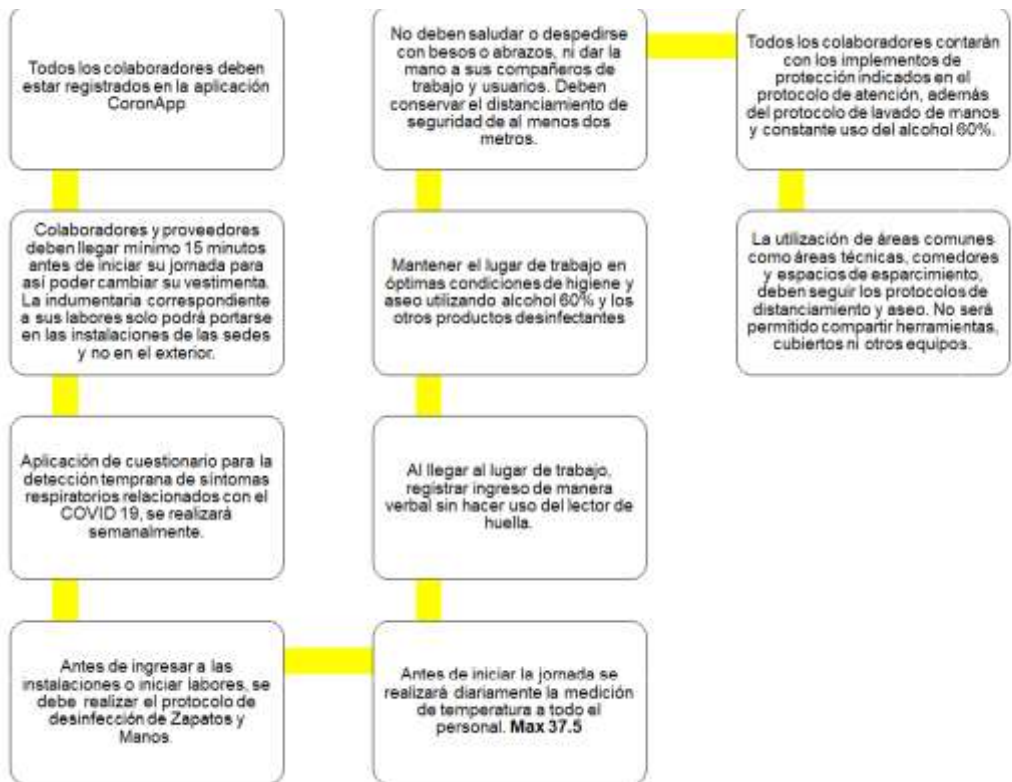 Todos los colaboradores deben
estar registrados en la aplicación
CoronApp
Colaboradores y proveedores
deben llegar mínimo 15 minutos
antes de iniciar su jornada para
así poder cambiar su vestimenta.
La indumentaria correspondiente
a sus labores solo podrá portarse
en las instalaciones de las sedes
y no en el exterior.
Aplicación de cuestionario para la
detección temprana de síntomas
respiratorios relacionados con el
COVID 19, se realizará
semanalmente.
Antes de ingresar a las
instalaciones o iniciar labores, se
debe realizar el protocolo de
desinfección de Zapatos y
Manos.
Antes de iniciar la jornada se
realizará diariamente la medición
de temperatura a todo el
personal. Max 37.5
Al llegar al lugar de trabajo,
registrar ingreso de manera
verbal sin hacer uso del lector de
huella.
Mantener el lugar de trabajo en
óptimas condiciones de higiene y
aseo utilizando alcohol 60% y los
otros productos desinfectantes
No deben saludar o despedirse
con besos o abrazos, ni dar la
mano a sus compañeros de
trabajo y usuarios. Deben
conservar el distanciamiento de
seguridad de al menos dos
metros.
Todos los colaboradores contarán
con los implementos de
protección indicados en el
protocolo de atención, además
del protocolo de lavado de manos
y constante uso del alcohol 60%.
La utilización de áreas comunes
como áreas técnicas, comedores
y espacios de esparcimiento,
deben seguir los protocolos de
distanciamiento y aseo. No será
permitido compartir herramientas,
cubiertos ni otros equipos.